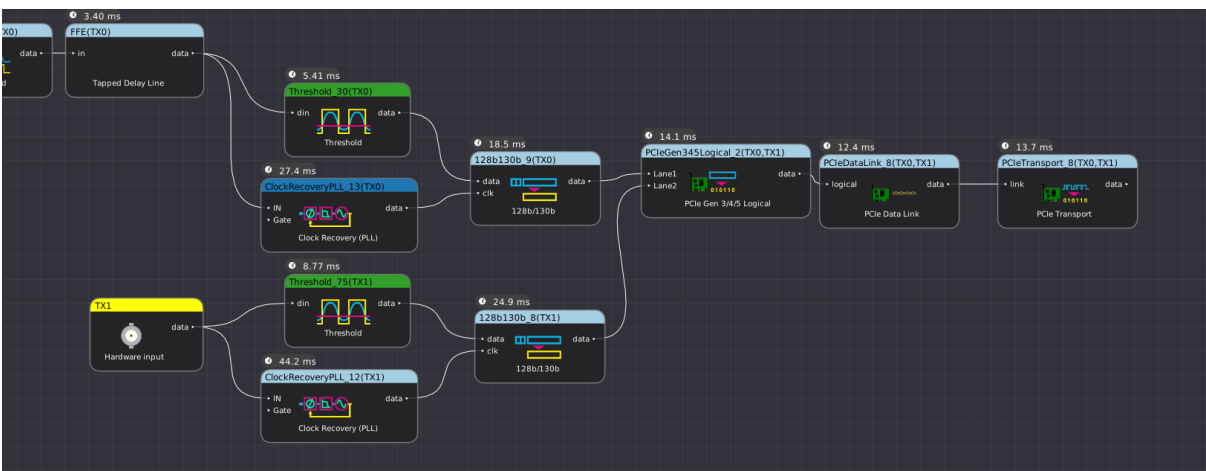 3.40 ms
X0)
data
d
FFE(TX0)
in
data
Tapped Delay Line
5.41 ms
Threshold_30(TX0)
din
data
Threshold
27.4 ms
ClockRecoveryPLL_13(TX0)
IN
data
Gate
Clock Recovery (PLL)
18.5 ms
128b130b_9(TX0)
data
data
clk
128b/130b
14.1 ms
PCIeGen345Logical_2(TX0,TX1)
Lane1
data
Lane2
010110
PCIe Gen 3/4/5 Logical
12.4 ms
PCIeDataLink_8(TX0,TX1)
logical
data
PCIe Data Link
13.7 ms
PCIeTransport_8(TX0,TX1)
link
data
010110
PCIe Transport
TX1
data
Hardware input
8.77 ms
Threshold_75(TX1)
din
data
Threshold
44.2 ms
ClockRecoveryPLL_12(TX1)
IN
data
Gate
Clock Recovery (PLL)
24.9 ms
128b130b_8(TX1)
data
data
clk
128b/130b